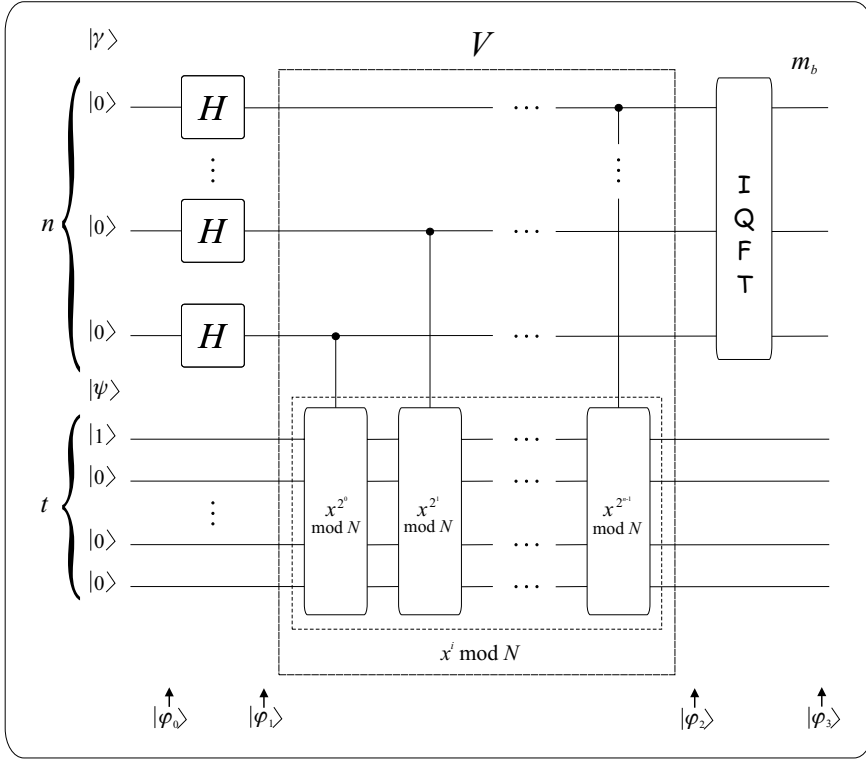 |γ⟩
V
m_b
|0⟩ H
⋮ ⋮
n |0⟩ H ⋯
|0⟩ H ⋯
⋯
I
Q
F
T
|ψ⟩
|1⟩ ⋯
|0⟩ ⋯
t ⋮
x^{2^0} mod N
x^{2^1} mod N
x^{2^{n-1}} mod N
|0⟩ ⋯
|0⟩ ⋯
x^i mod N
|φ_0⟩ |φ_1⟩ |φ_2⟩ |φ_3⟩